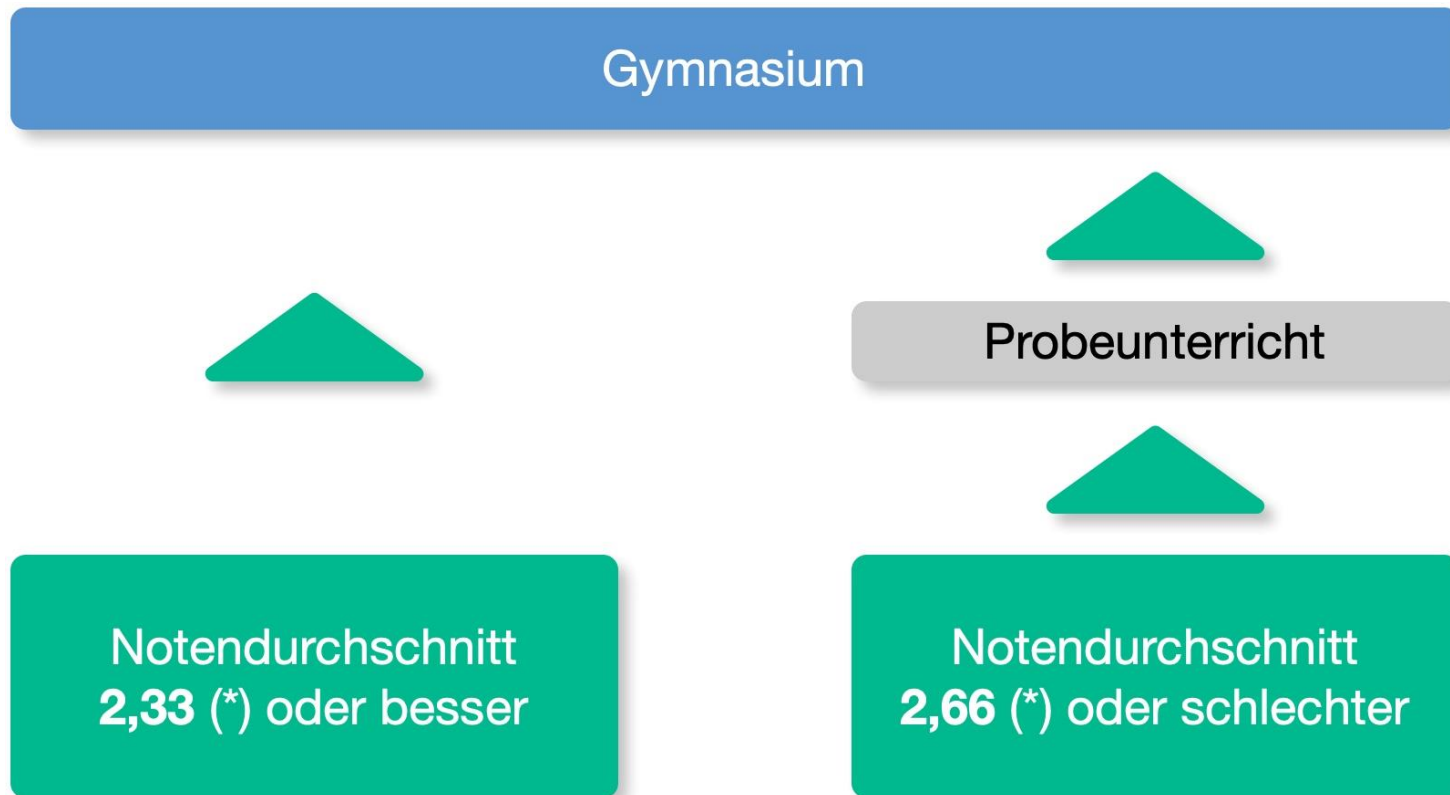 Gymnasium
Probeunterricht
Notendurchschnitt
2,33 (*) oder besser
Notendurchschnitt
2,66 (*) oder schlechter